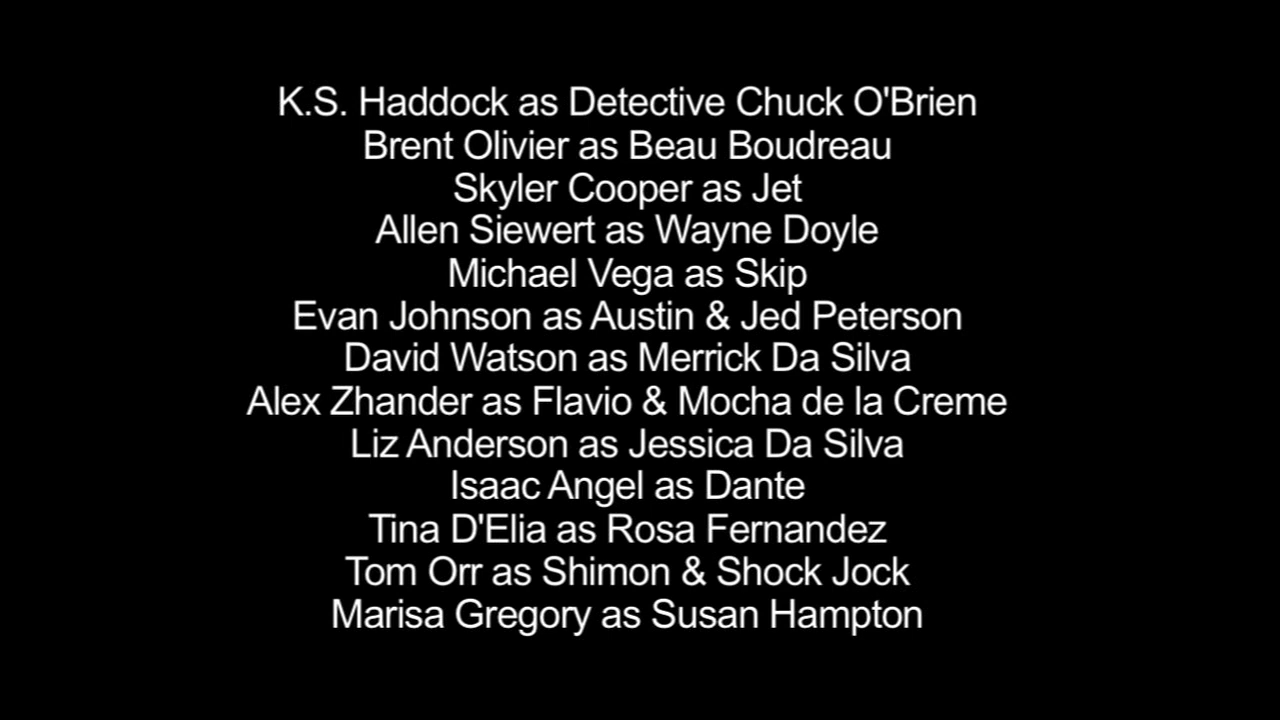 K.S. Haddock as Detective Chuck O'Brien
Brent Olivier as Beau Boudreau
Skyler Cooper as Jet
Allen Siewert as Wayne Doyle
Michael Vega as Skip
Evan Johnson as Austin & Jed Peterson
David Watson as Merrick Da Silva
Alex Zhander as Flavio & Mocha de la Creme
Liz Anderson as Jessica Da Silva
Isaac Angel as Dante
Tina D'Elia as Rosa Fernandez
Tom Orr as Shimon & Shock Jock
Marisa Gregory as Susan Hampton